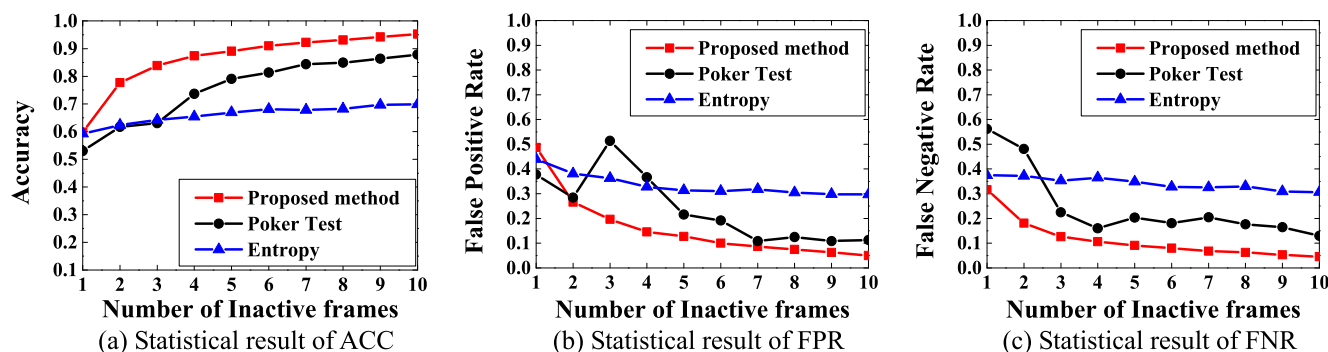 1.0
0.9
0.8
0.7
0.6
0.5
0.4
0.3
0.2
0.1
Accuracy
Proposed method
Poker Test
Entropy
1 2 3 4 5 6 7 8 9 10
Number of Inactive frames
(a) Statistical result of ACC
1.0
0.9
0.8
0.7
0.6
0.5
0.4
0.3
0.2
0.1
0.0
False Positive Rate
Proposed method
Poker Test
Entropy
1 2 3 4 5 6 7 8 9 10
Number of Inactive frames
(b) Statistical result of FPR
1.0
0.9
0.8
0.7
0.6
0.5
0.4
0.3
0.2
0.1
0.0
False Negative Rate
Proposed method
Poker Test
Entropy
1 2 3 4 5 6 7 8 9 10
Number of Inactive frames
(c) Statistical result of FNR